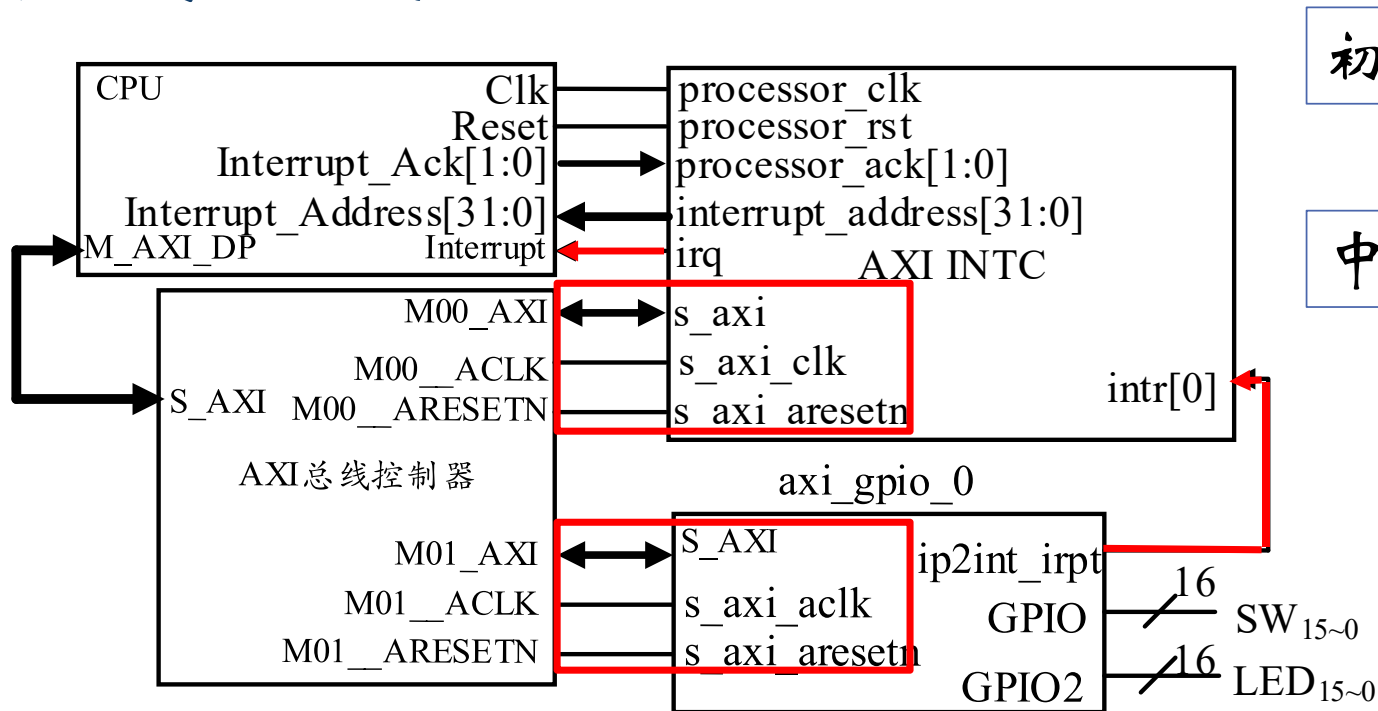 初
中
CPU
Clk
Reset
Interrupt_Ack[1:0]
Interrupt_Address[31:0]
M_AXI_DP
Interrupt
processor_clk
processor_rst
processor_ack[1:0]
interrupt_address[31:0]
irq
AXI INTC
s_axi
s_axi_clk
s_axi_aresetn
intr[0]
M00_AXI
M00__ACLK
S_AXI
M00__ARESETN
AXI总线控制器
M01_AXI
M01__ACLK
M01__ARESETN
axi_gpio_0
S_AXI
s_axi_aclk
s_axi_aresetn
ip2int_irpt
GPIO
16
SW15~0
GPIO2
16
LED15~0